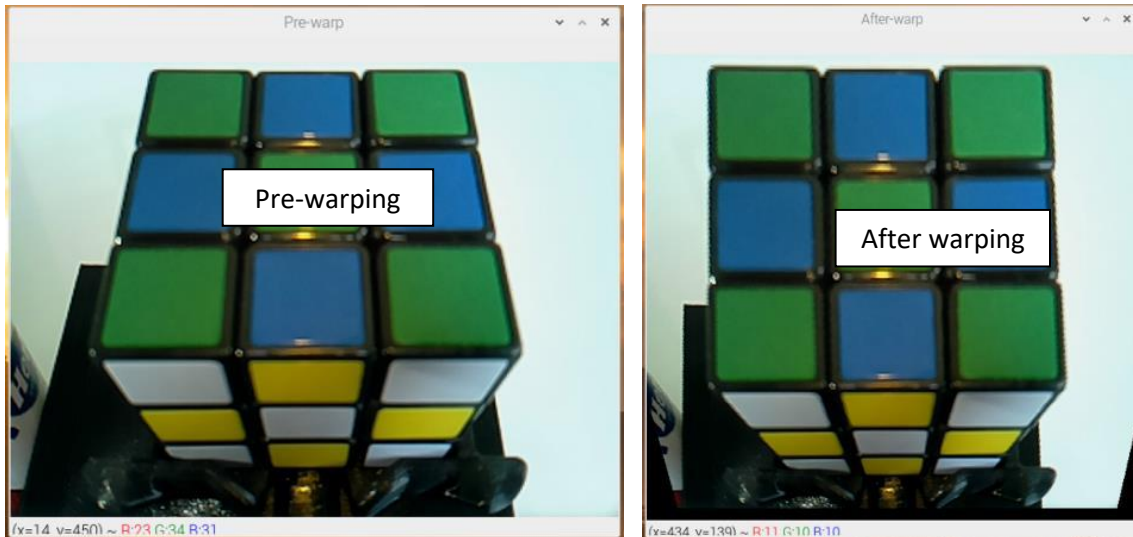 Pre-warp
Pre-warping
(x=14, y=450) ~ R:23 G:34 B:31
After-warp
After warping
(x=434, y=139) ~ R:11 G:10 B:10
H